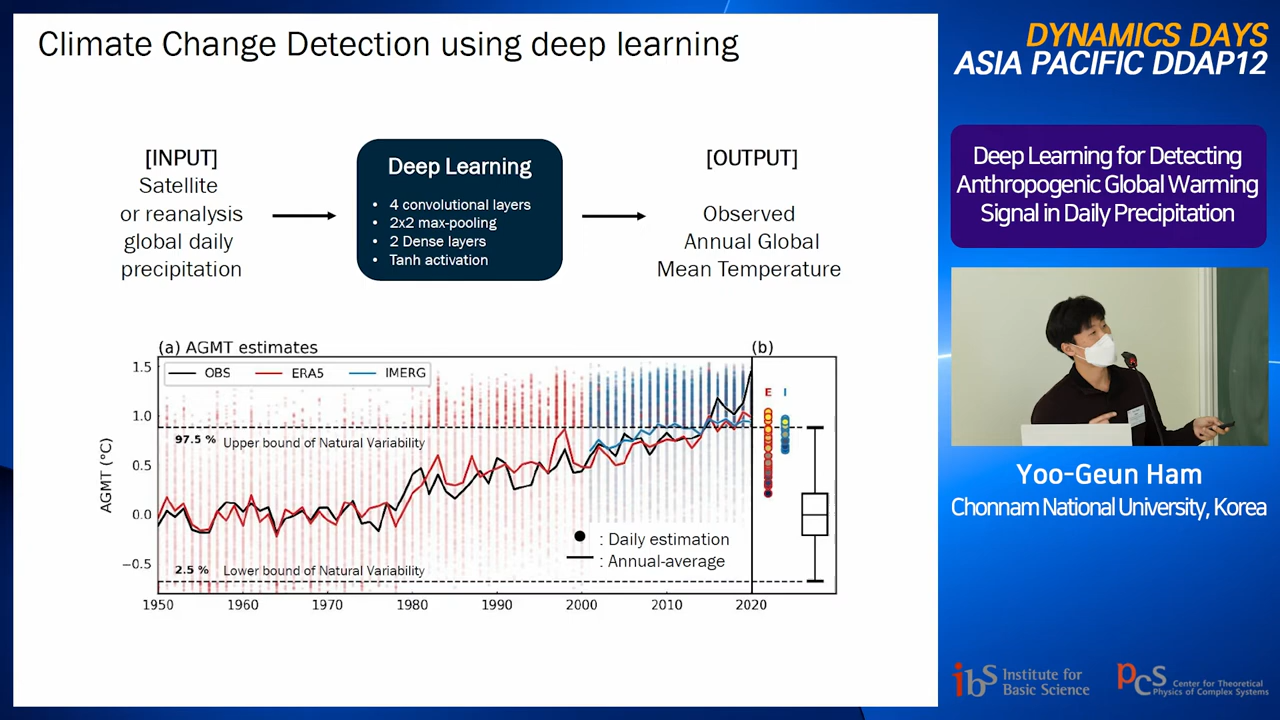 Climate Change Detection using deep learning
[INPUT]
Satellite
or reanalysis
global daily
precipitation
Deep Learning
• 4 convolutional layers
• 2x2 max-pooling
• 2 Dense layers
• Tanh activation
[OUTPUT]
Observed
Annual Global
Mean Temperature
(a) AGMT estimates
(b)
OBS
ERA5
IMERG
E I
97.5 % Upper bound of Natural Variability
2.5 % Lower bound of Natural Variability
: Daily estimation
: Annual-average
AGMT (°C)
1.5
1.0
0.5
0.0
−0.5
1950 1960 1970 1980 1990 2000 2010 2020
DYNAMICS DAYS
ASIA PACIFIC DDAP12
Deep Learning for Detecting
Anthropogenic Global Warming
Signal in Daily Precipitation
Yoo-Geun Ham
Chonnam National University, Korea
ibs Institute for
Basic Science
pcs Center for Theoretical
Physics of Complex Systems